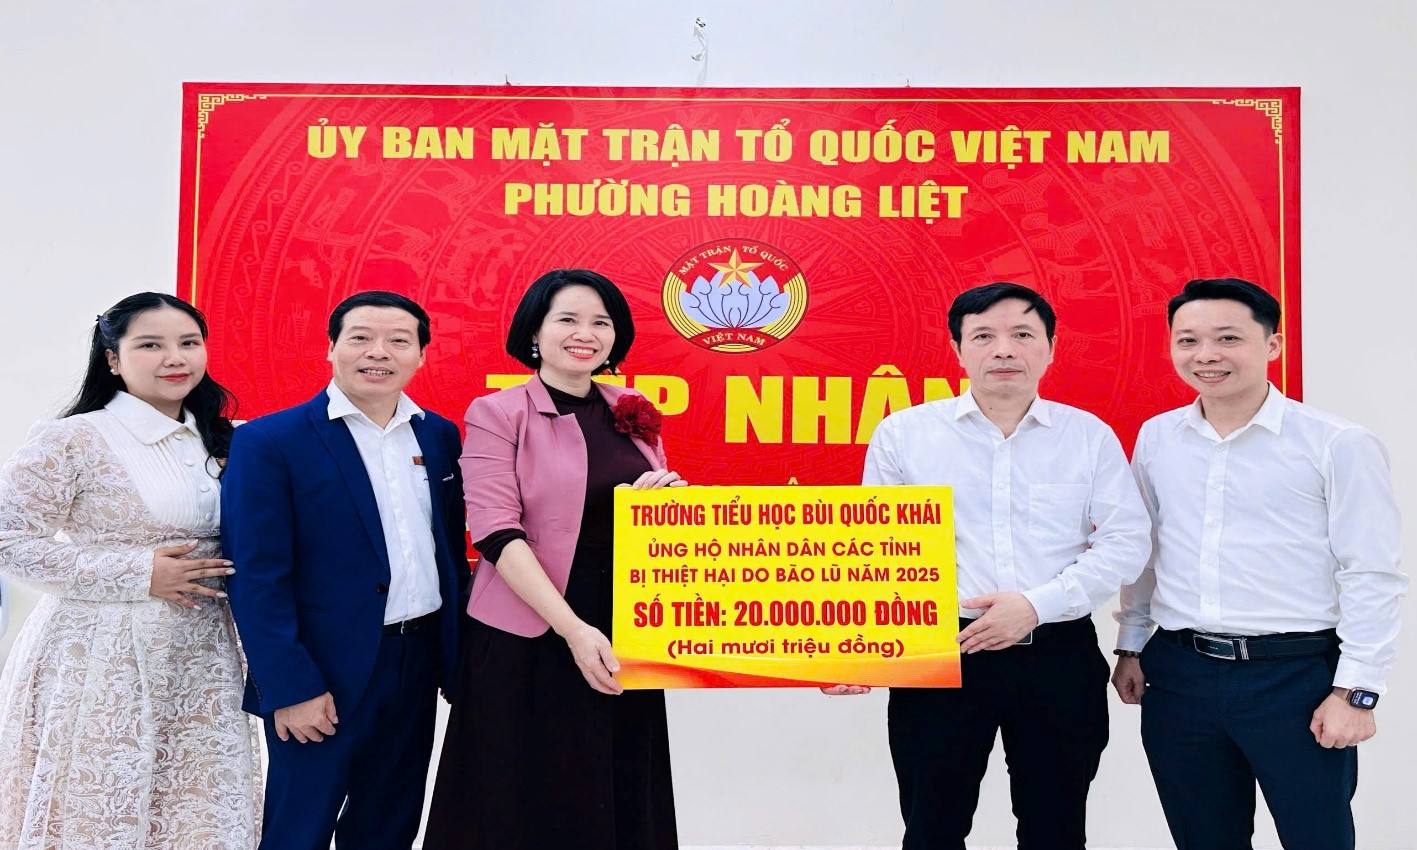 ỦY BAN MẶT TRẬN TỔ QUỐC VIỆT NAM
PHƯỜNG HOÀNG LIỆT
MẶT TRẬN TỔ QUỐC
VIỆT NAM
NHẬN
TRƯỜNG TIỂU HỌC BÙI QUỐC KHÁI
ỦNG HỘ NHÂN DÂN CÁC TỈNH
BỊ THIỆT HẠI DO BÃO LŨ NĂM 2025
SỐ TIỀN: 20.000.000 ĐỒNG
(Hai mươi triệu đồng)